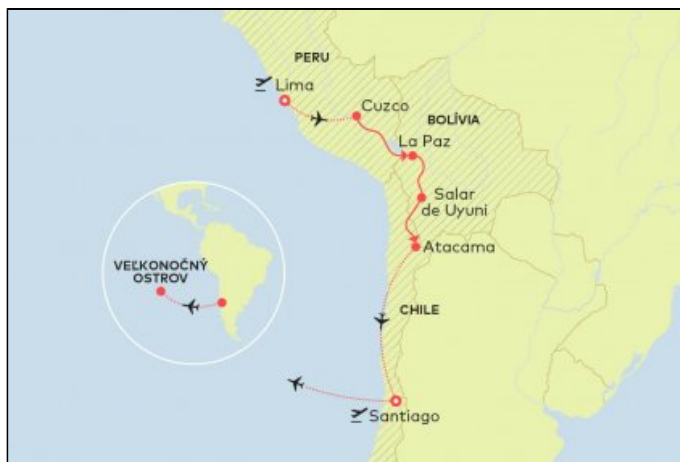 PERU
Lima
Cuzco
BOLÍVIA
La Paz
Salar
de Uyuni
Atacama
VEĽKONOČNÝ
OSTROV
CHILE
Santiago